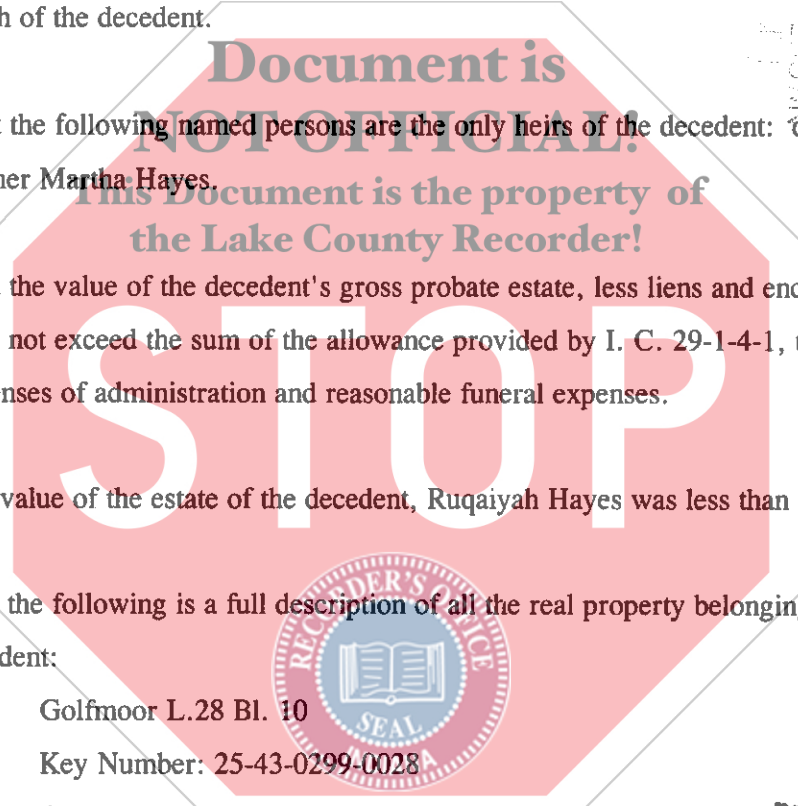 h of the decedent.
Document is
NOT OFFICIAL!
the following named persons are the only heirs of the decedent:
her Martha Hayes.
This Document is the property of
the Lake County Recorder!
the value of the decedent's gross probate estate, less liens and enc
not exceed the sum of the allowance provided by I. C. 29-1-4-1,
nses of administration and reasonable funeral expenses.
STOP
value of the estate of the decedent, Ruqaiyah Hayes was less than
the following is a full description of all the real property belonging
dent:
RECORDER'S OFFICE
SEAL
INDIANA
Golfmoor L.28 Bl. 10
Key Number: 25-43-0299-0028